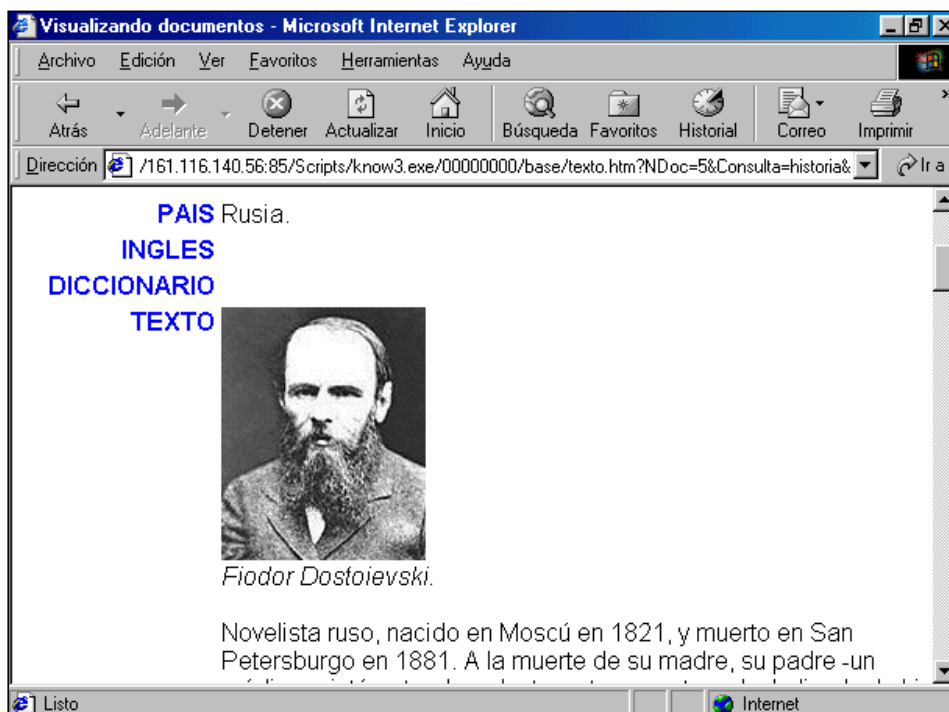 Visualizando documentos - Microsoft Internet Explorer
Archivo Edición Ver Favoritos Herramientas Ayuda
Atrás Adelante Detener Actualizar Inicio Búsqueda Favoritos Historial Correo Imprimir
Dirección /161.116.140.56:85/Scripts/know3.exe/00000000/base/texto.htm?NDoc=5&Consulta=historia& Ir a
PAIS Rusia.
INGLES
DICCIONARIO
TEXTO
Fiodor Dostoievski.
Novelista ruso, nacido en Moscú en 1821, y muerto en San
Petersburgo en 1881. A la muerte de su madre, su padre -un
Listo Internet